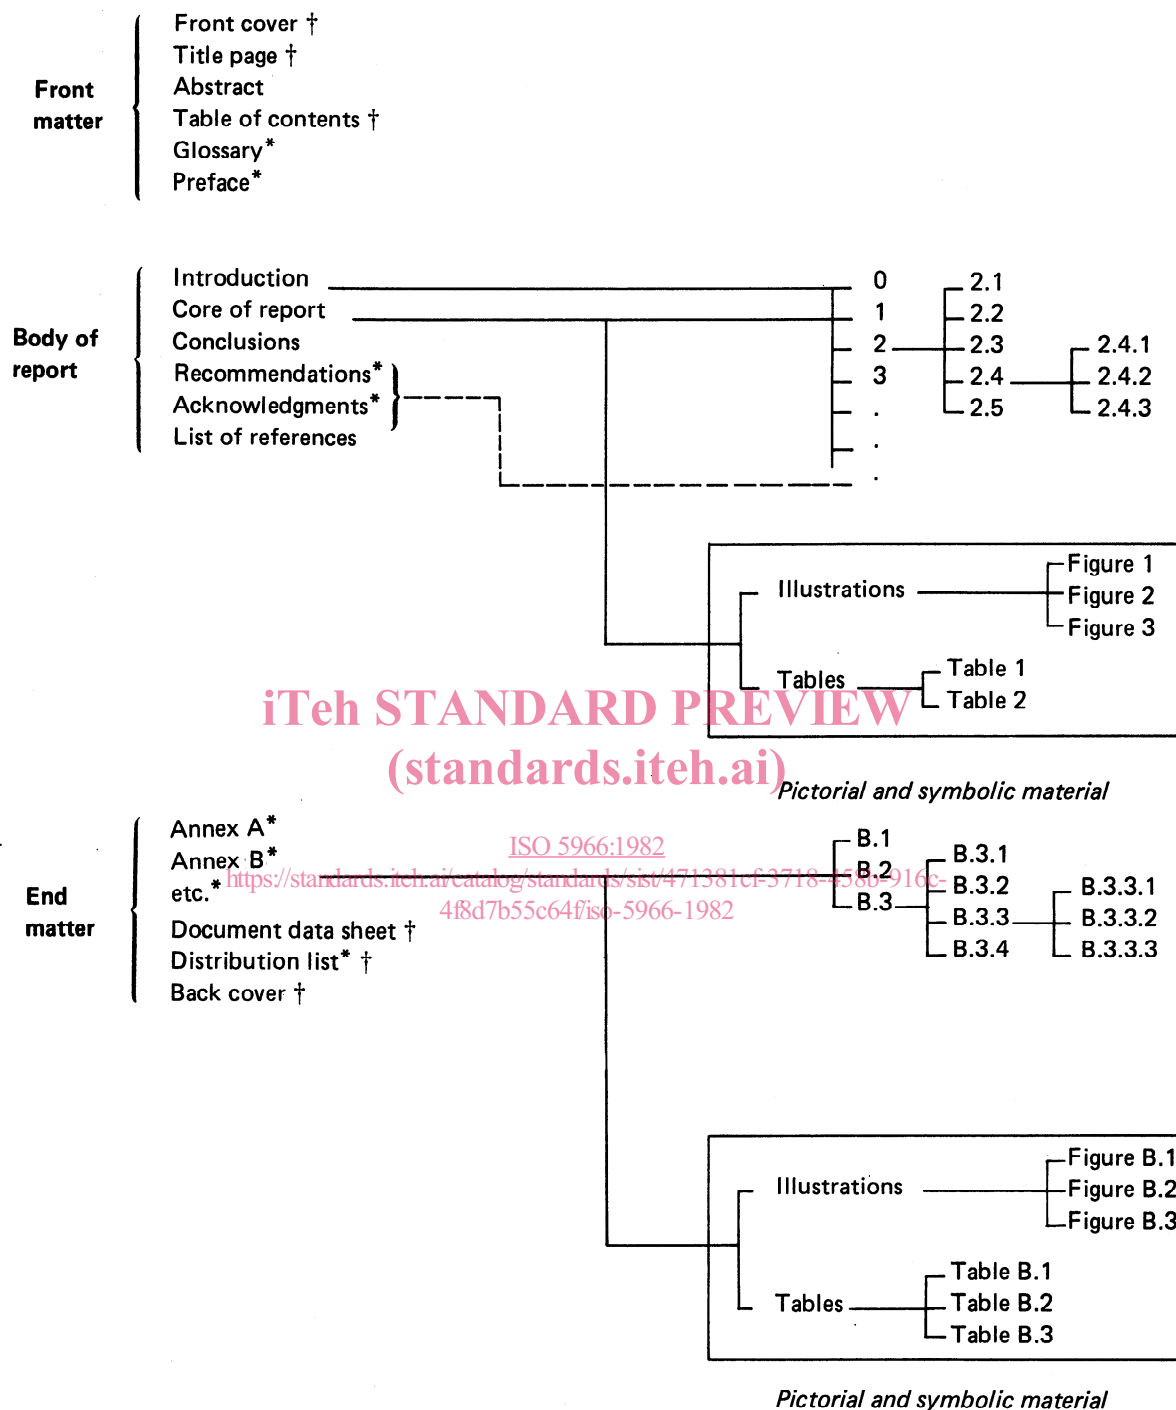 Front cover †
Title page †
Front
Abstract
matter
Table of contents †
Glossary*
Preface*
Introduction
Core of report
Body of
Conclusions
report
Recommendations*
Acknowledgments*
List of references
0
1
2
3
.
.
.
2.1
2.2
2.3
2.4
2.5
2.4.1
2.4.2
2.4.3
Illustrations
Figure 1
Figure 2
Figure 3
Tables
Table 1
Table 2
iTeh STANDARD PREVIEW
(standards.iteh.ai)
Pictorial and symbolic material
Annex A*
Annex B*
etc.*
End
matter
Document data sheet †
Distribution list* †
Back cover †
ISO 5966:1982
https://standards.iteh.ai/catalog/standards/sist/471381cf-3718-458b-916c-
4f8d7b55c64f/iso-5966-1982
B.1
B.2
B.3
B.3.1
B.3.2
B.3.3
B.3.4
B.3.3.1
B.3.3.2
B.3.3.3
Illustrations
Figure B.1
Figure B.2
Figure B.3
Tables
Table B.1
Table B.2
Table B.3
Pictorial and symbolic material